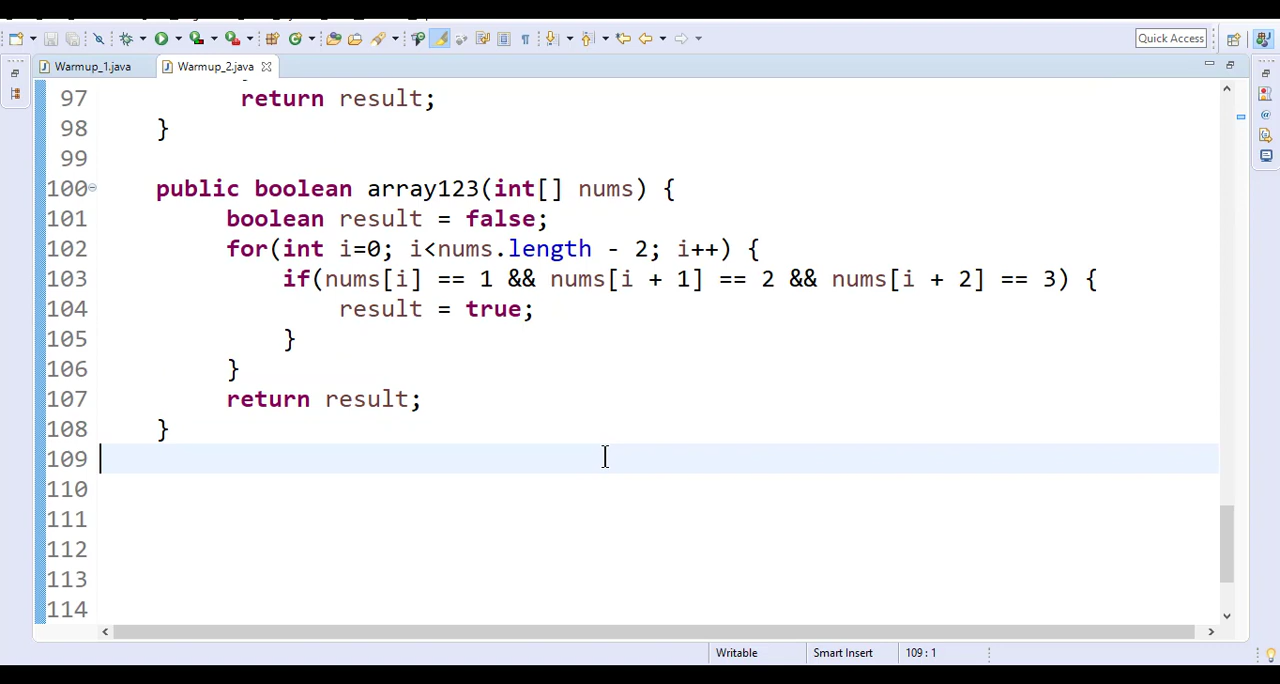 Quick Access
Warmup_1.java
Warmup_2.java
97 return result;
98 }
99
100 public boolean array123(int[] nums) {
101 boolean result = false;
102 for(int i=0; i<nums.length - 2; i++) {
103 if(nums[i] == 1 && nums[i + 1] == 2 && nums[i + 2] == 3) {
104 result = true;
105 }
106 }
107 return result;
108 }
109
110
111
112
113
114
Writable Smart Insert 109 : 1